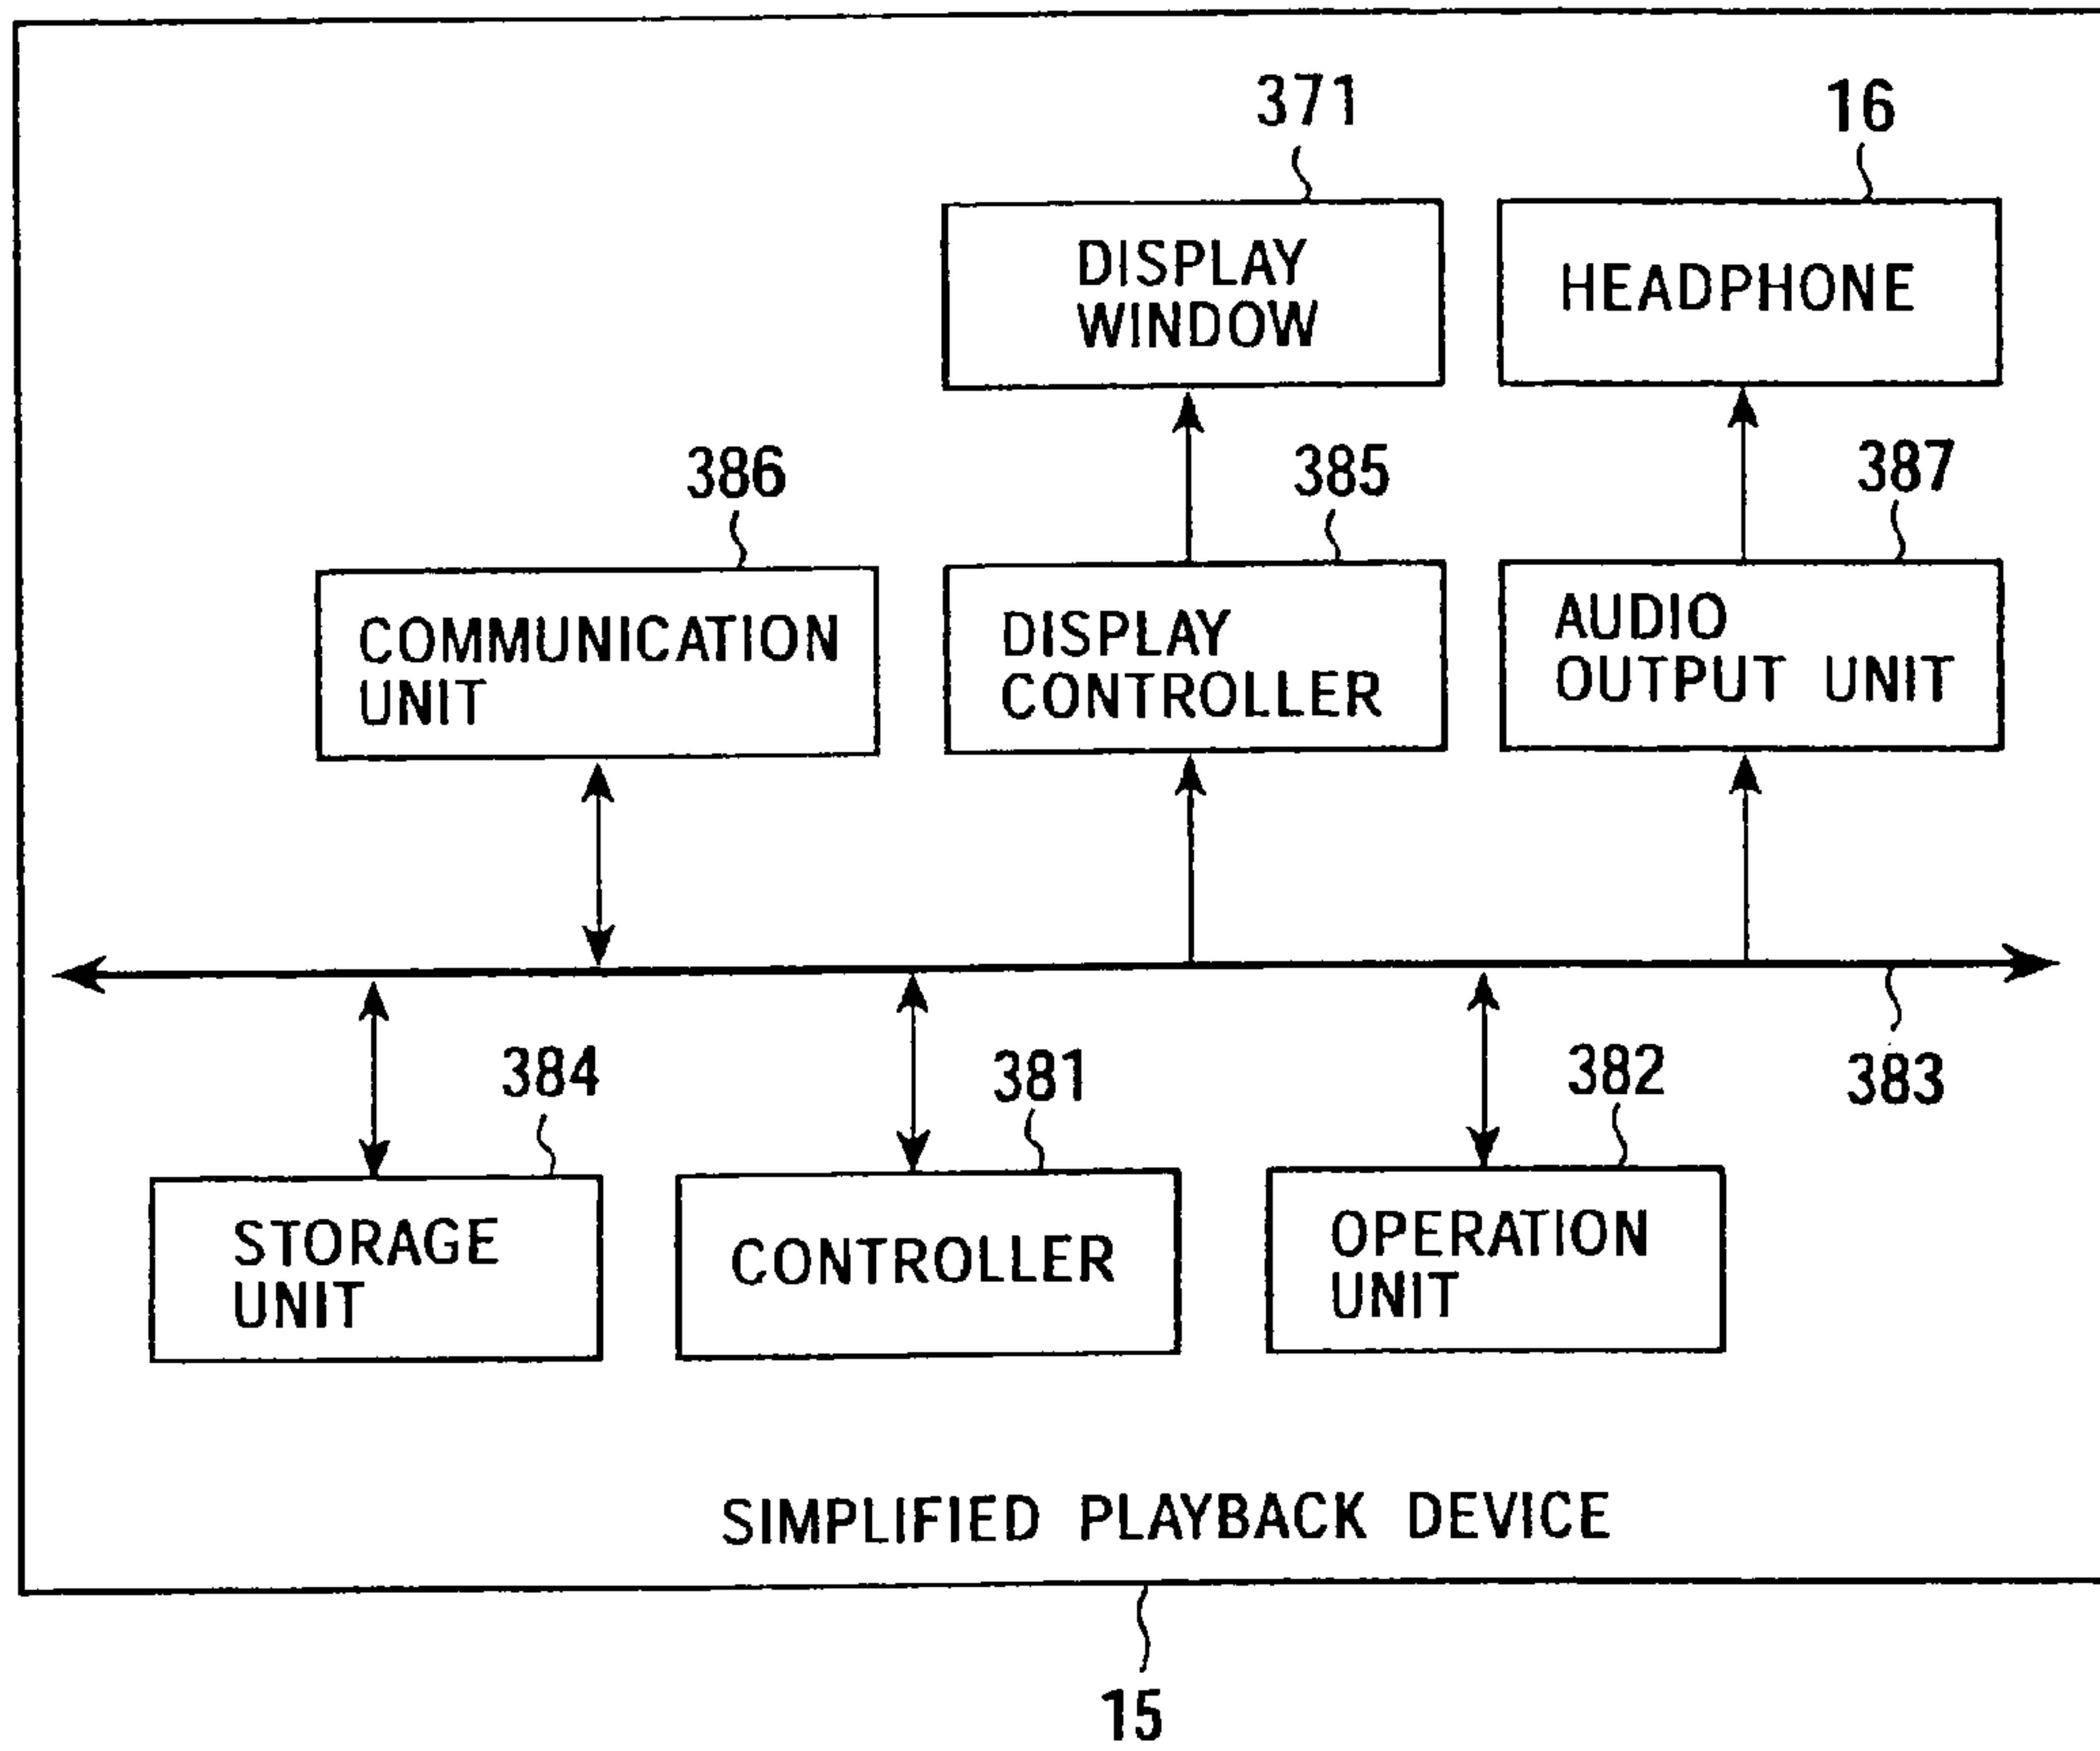 371
16
DISPLAY
WINDOW
HEADPHONE
386
385
387
COMMUNICATION
UNIT
DISPLAY
CONTROLLER
AUDIO
OUTPUT UNIT
384
381
382
383
STORAGE
UNIT
CONTROLLER
OPERATION
UNIT
SIMPLIFIED PLAYBACK DEVICE
15